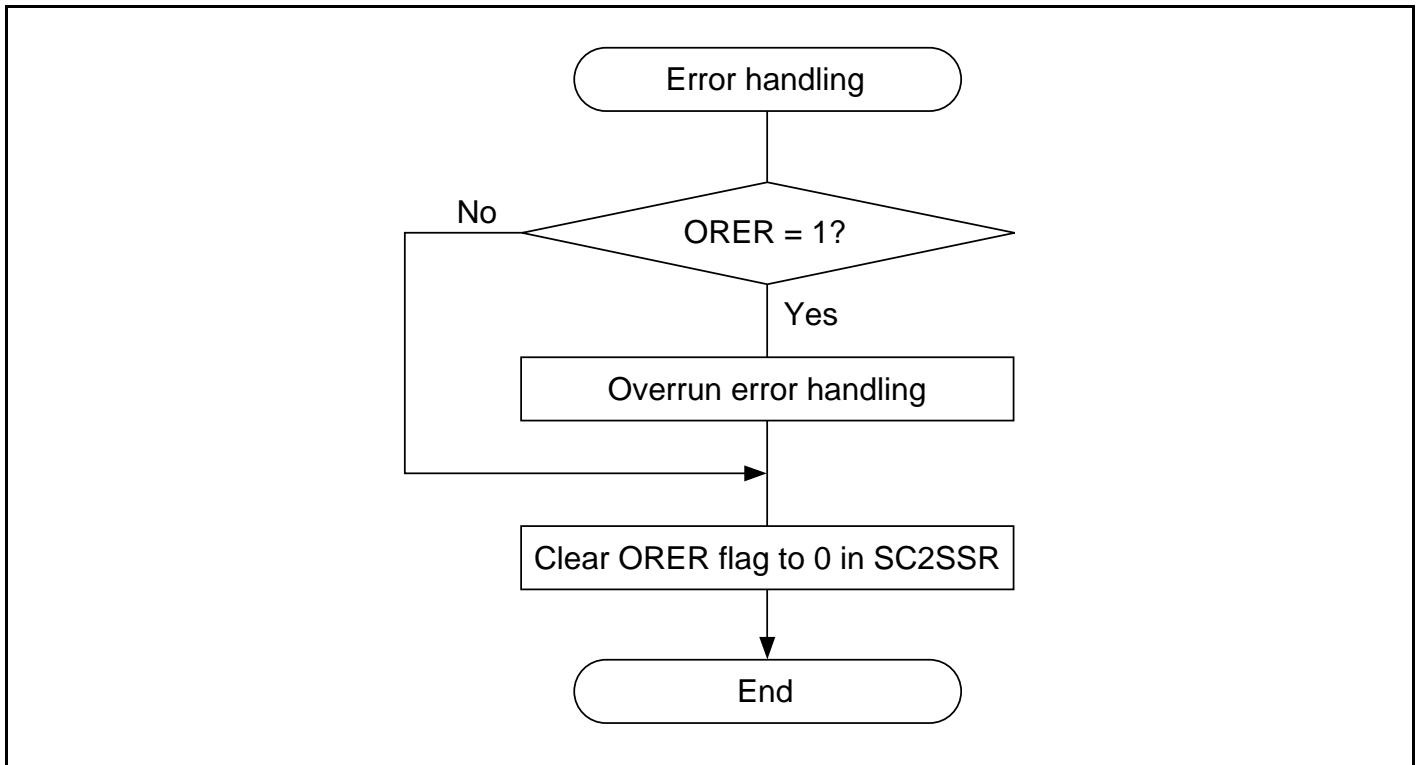 Error handling
No
ORER = 1?
Yes
Overrun error handling
Clear ORER flag to 0 in SC2SSR
End